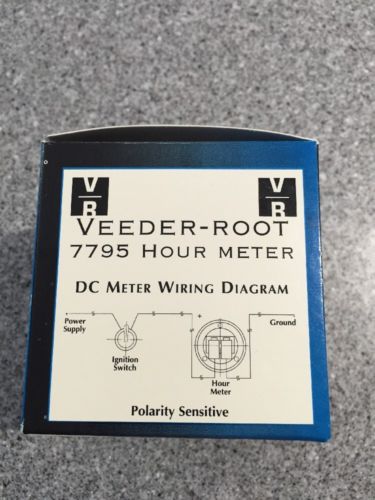 V
R
V
R
VEEDER-ROOT
7795 HOUR METER
DC METER WIRING DIAGRAM
Power
Supply
Ignition
Switch
+
-
Hour
Meter
Ground
Polarity Sensitive